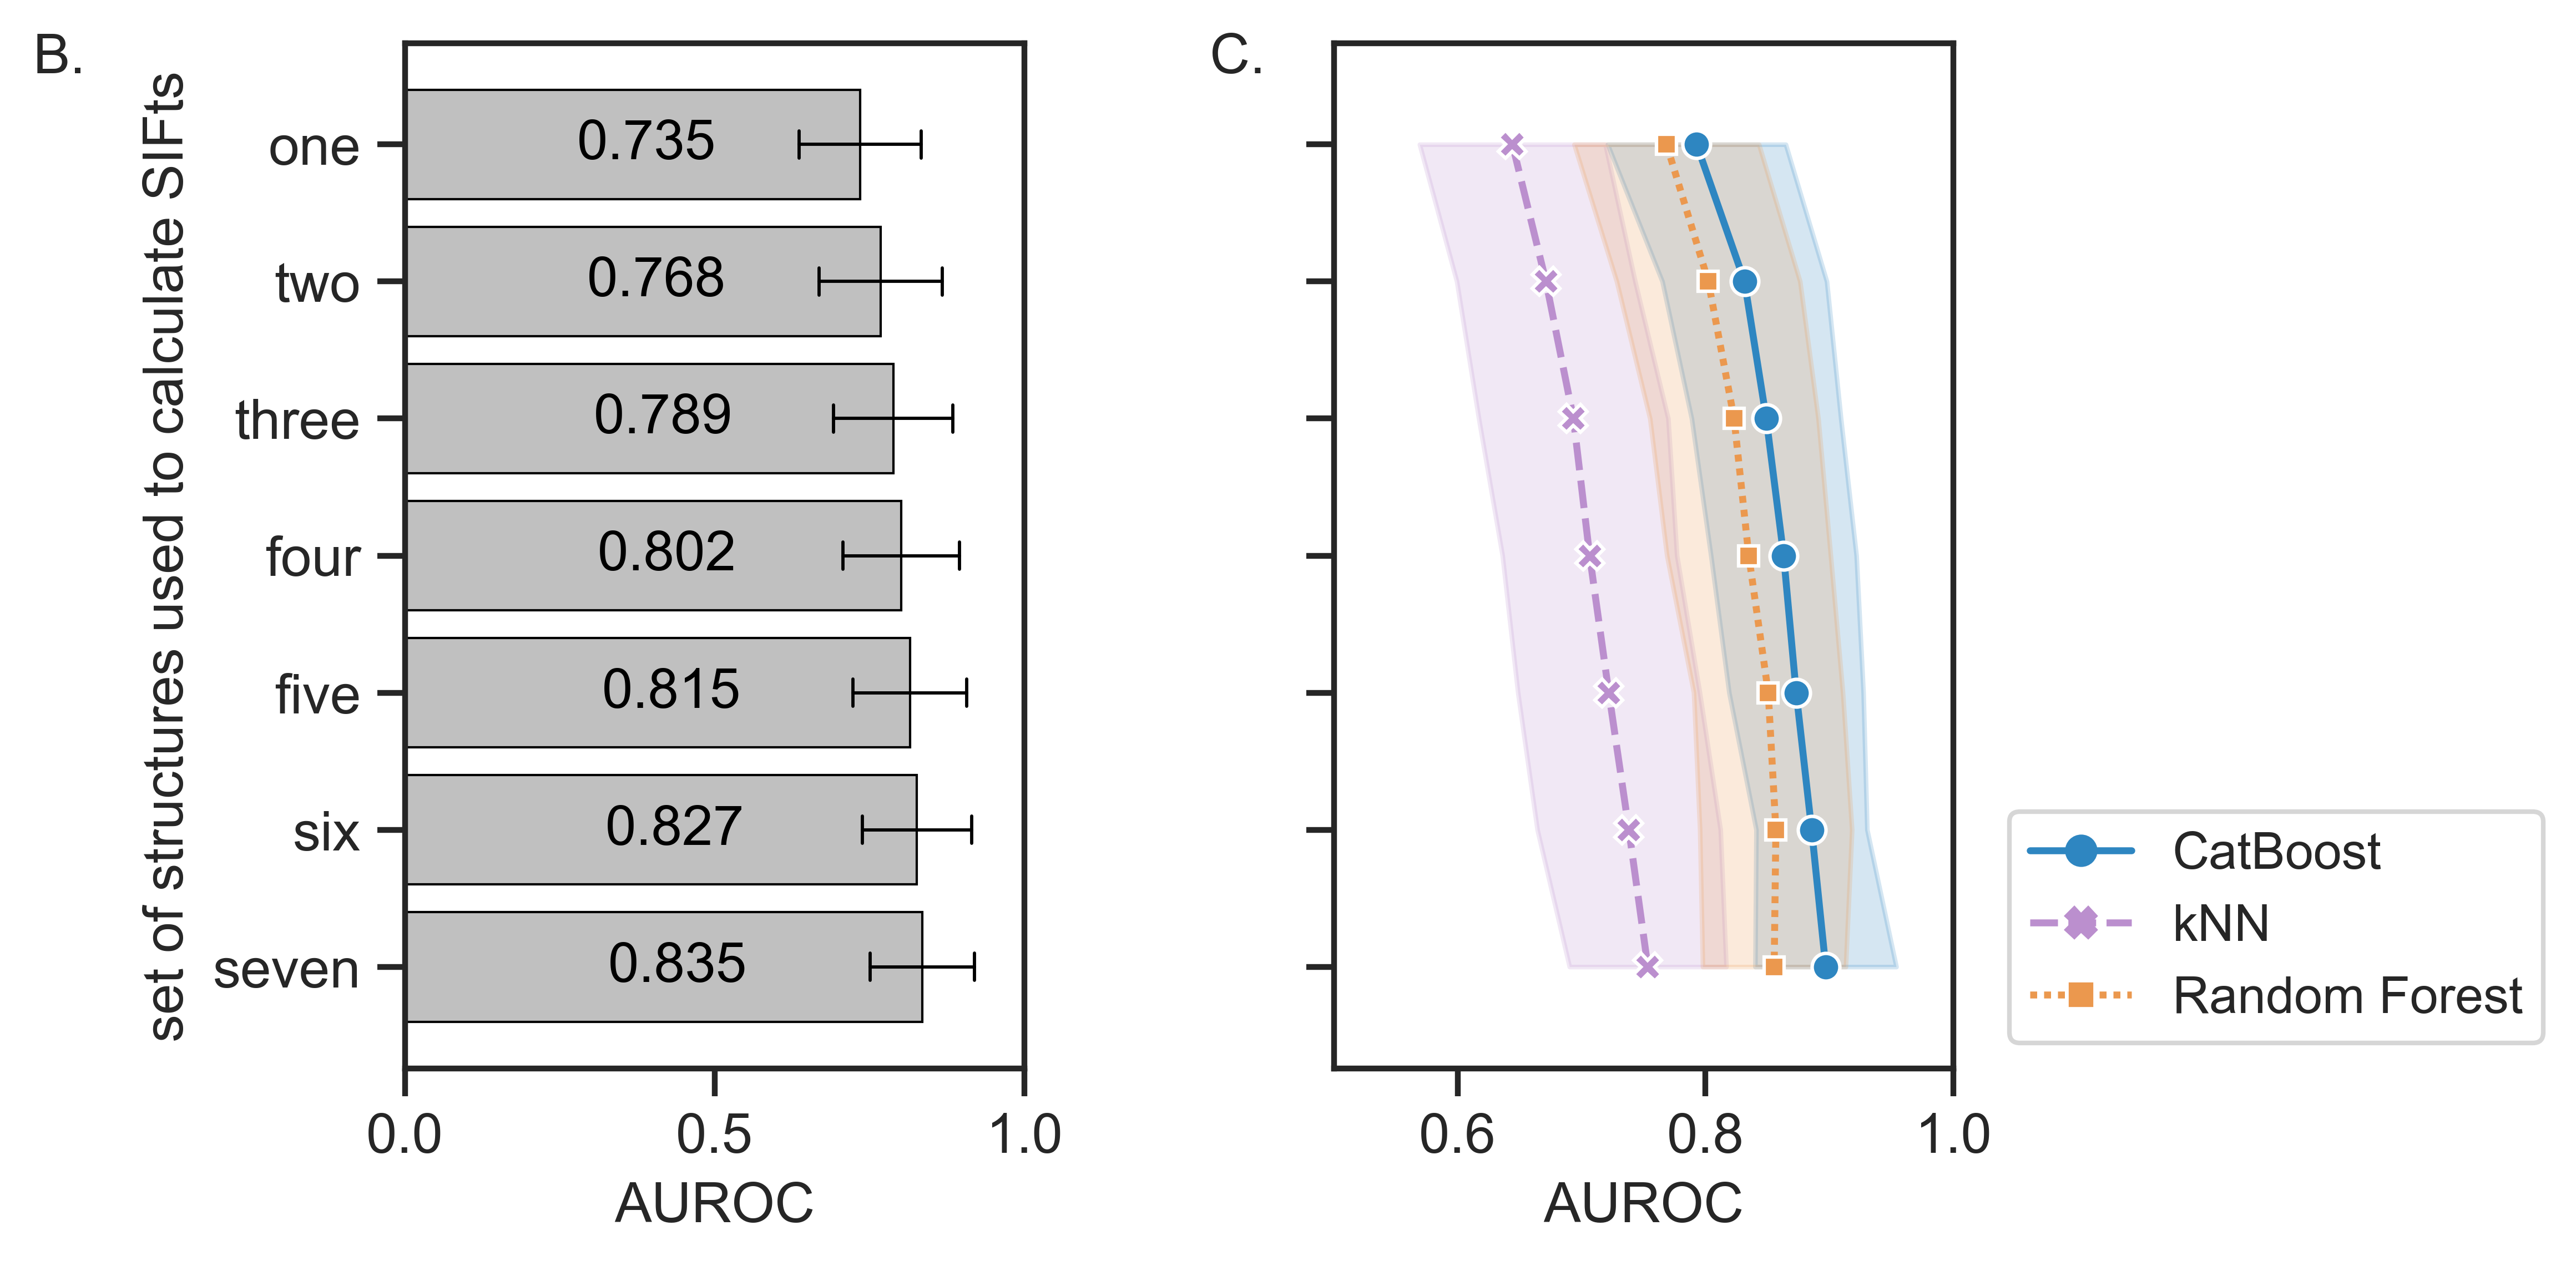 B.
set of structures used to calculate SIFts
one
0.735
two
0.768
three
0.789
four
0.802
five
0.815
six
0.827
seven
0.835
0.0 0.5 1.0
AUROC
C.
0.6 0.8 1.0
AUROC
CatBoost
kNN
Random Forest